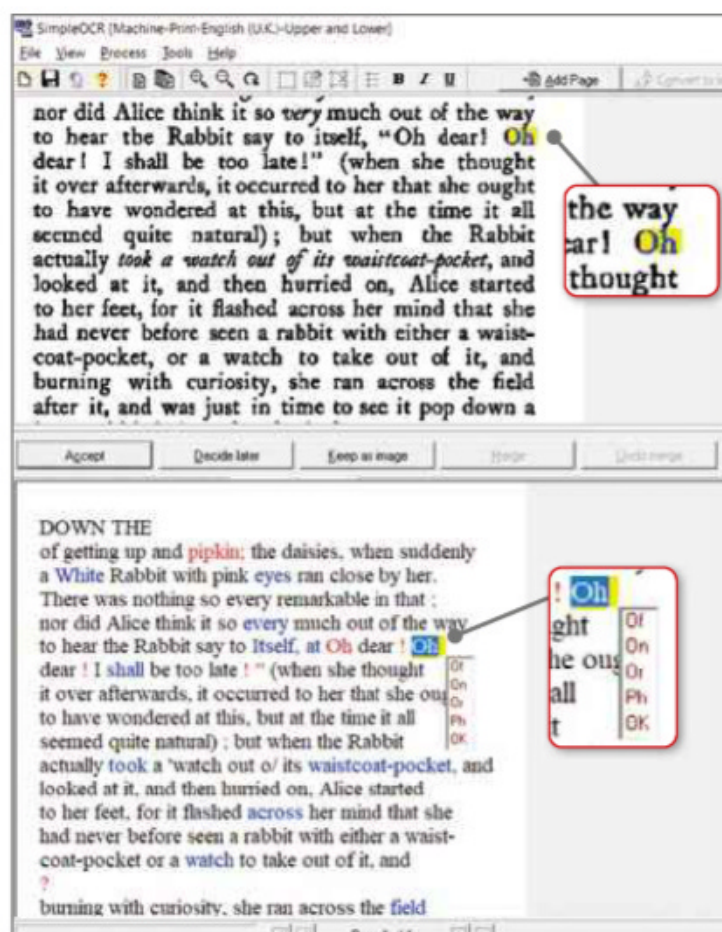 SimpleOCR (Machine-Print-English (U.K.)-Upper and Lower)
File View Process Tools Help
B I U Add Page Convert to
nor did Alice think it so very much out of the way
to hear the Rabbit say to itself, “Oh dear! Oh
dear! I shall be too late!” (when she thought
it over afterwards, it occurred to her that she ought
to have wondered at this, but at the time it all
seemed quite natural); but when the Rabbit
actually took a watch out of its waistcoat-pocket, and
looked at it, and then hurried on, Alice started
to her feet, for it flashed across her mind that she
had never before seen a rabbit with either a waist-
coat-pocket, or a watch to take out of it, and
burning with curiosity, she ran across the field
after it, and was just in time to see it pop down a
the way
ear! Oh
thought
Accept Decide later Keep as image Merge Undo merge
DOWN THE
of getting up and pipkin; the daisies, when suddenly
a White Rabbit with pink eyes ran close by her.
There was nothing so every remarkable in that ;
nor did Alice think it so every much out of the way
to hear the Rabbit say to Itself, at Oh dear ! Oh
dear ! I shall be too late ! " (when she thought
it over afterwards, it occurred to her that she oug
to have wondered at this, but at the time it all
seemed quite natural) ; but when the Rabbit
actually took a 'watch out o/ its waistcoat-pocket, and
looked at it, and then hurried on, Alice started
to her feet, for it flashed across her mind that she
had never before seen a rabbit with either a waist-
coat-pocket or a watch to take out of it, and
?
burning with curiosity, she ran across the field
Of
On
Or
Ph
OK
! Oh
ght
he oug
all
t
Of
On
Or
Ph
OK